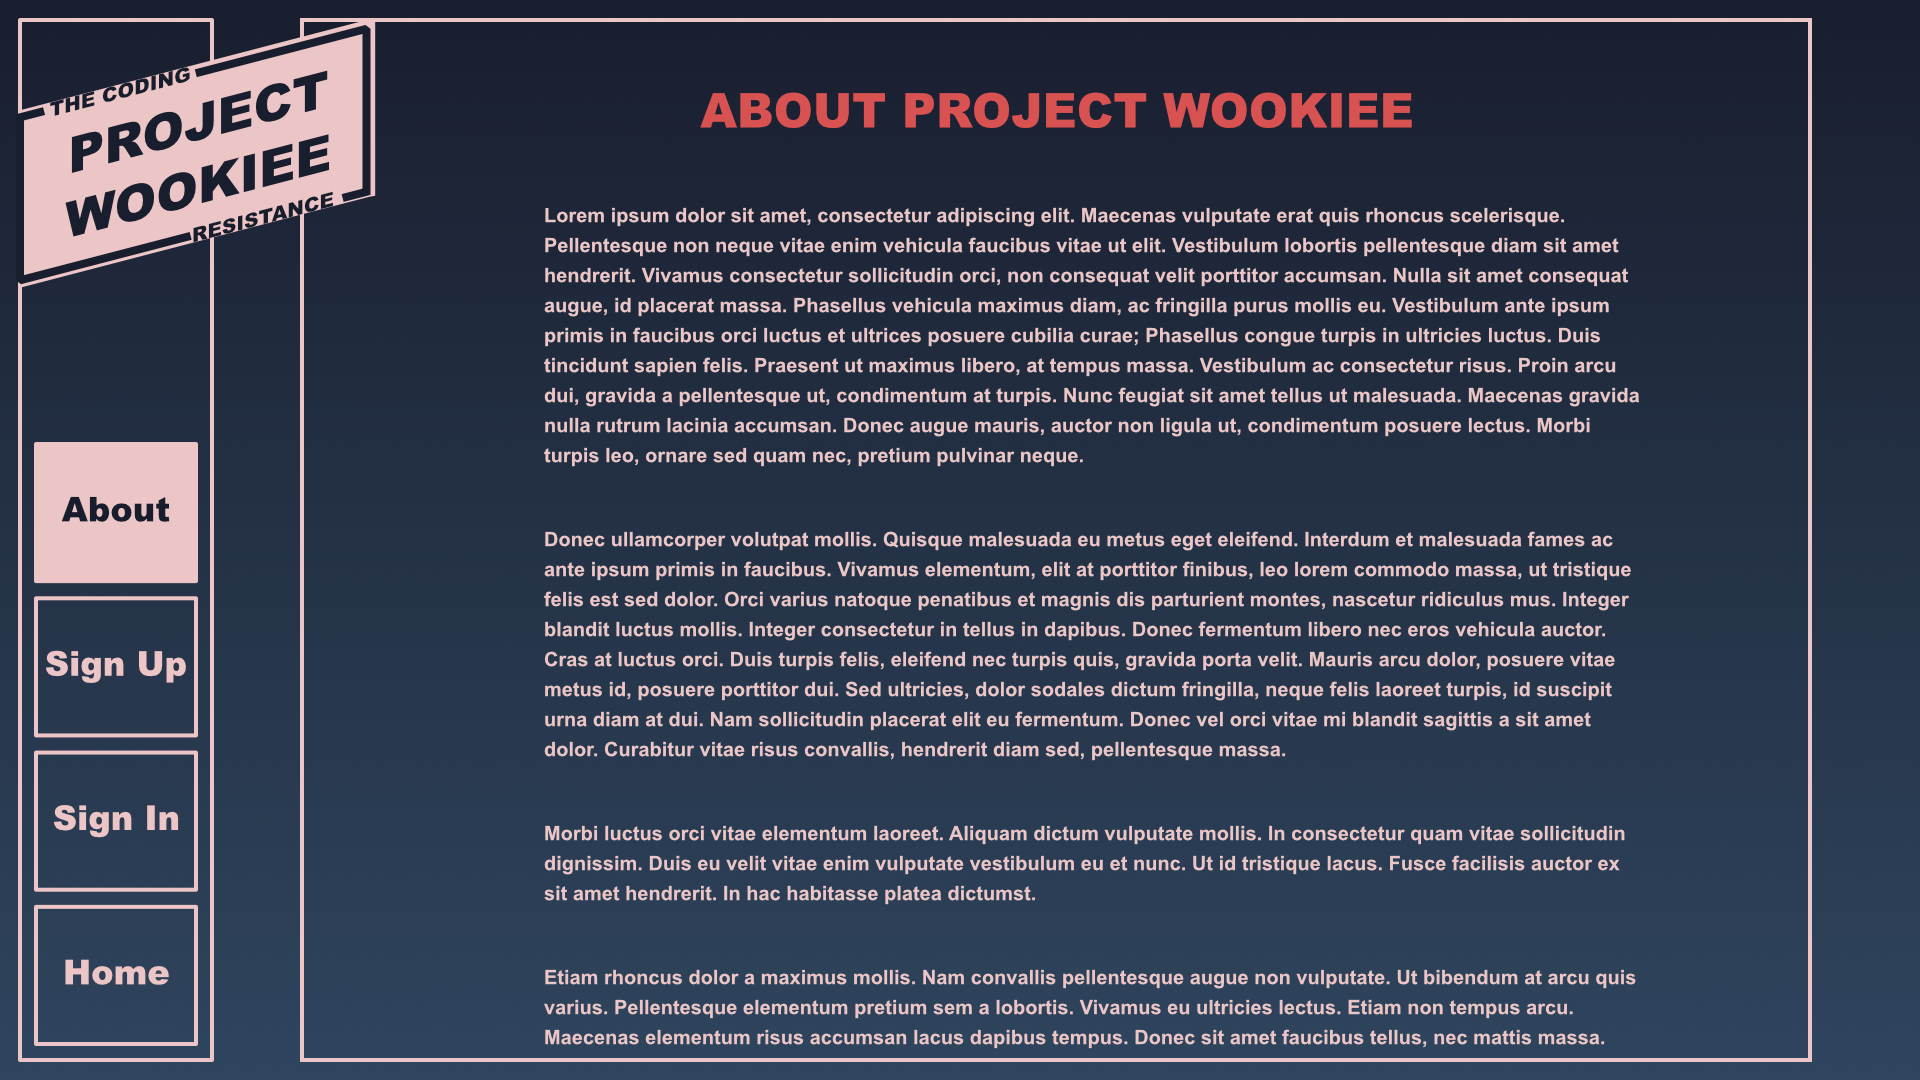 THE CODING
PROJECT
WOOKIEE
RESISTANCE
About
Sign Up
Sign In
Home
ABOUT PROJECT WOOKIEE
Lorem ipsum dolor sit amet, consectetur adipiscing elit. Maecenas vulputate erat quis rhoncus scelerisque.
Pellentesque non neque vitae enim vehicula faucibus vitae ut elit. Vestibulum lobortis pellentesque diam sit amet
hendrerit. Vivamus consectetur sollicitudin orci, non consequat velit porttitor accumsan. Nulla sit amet consequat
augue, id placerat massa. Phasellus vehicula maximus diam, ac fringilla purus mollis eu. Vestibulum ante ipsum
primis in faucibus orci luctus et ultrices posuere cubilia curae; Phasellus congue turpis in ultricies luctus. Duis
tincidunt sapien felis. Praesent ut maximus libero, at tempus massa. Vestibulum ac consectetur risus. Proin arcu
dui, gravida a pellentesque ut, condimentum at turpis. Nunc feugiat sit amet tellus ut malesuada. Maecenas gravida
nulla rutrum lacinia accumsan. Donec augue mauris, auctor non ligula ut, condimentum posuere lectus. Morbi
turpis leo, ornare sed quam nec, pretium pulvinar neque.
Donec ullamcorper volutpat mollis. Quisque malesuada eu metus eget eleifend. Interdum et malesuada fames ac
ante ipsum primis in faucibus. Vivamus elementum, elit at porttitor finibus, leo lorem commodo massa, ut tristique
felis est sed dolor. Orci varius natoque penatibus et magnis dis parturient montes, nascetur ridiculus mus. Integer
blandit luctus mollis. Integer consectetur in tellus in dapibus. Donec fermentum libero nec eros vehicula auctor.
Cras at luctus orci. Duis turpis felis, eleifend nec turpis quis, gravida porta velit. Mauris arcu dolor, posuere vitae
metus id, posuere porttitor dui. Sed ultricies, dolor sodales dictum fringilla, neque felis laoreet turpis, id suscipit
urna diam at dui. Nam sollicitudin placerat elit eu fermentum. Donec vel orci vitae mi blandit sagittis a sit amet
dolor. Curabitur vitae risus convallis, hendrerit diam sed, pellentesque massa.
Morbi luctus orci vitae elementum laoreet. Aliquam dictum vulputate mollis. In consectetur quam vitae sollicitudin
dignissim. Duis eu velit vitae enim vulputate vestibulum eu et nunc. Ut id tristique lacus. Fusce facilisis auctor ex
sit amet hendrerit. In hac habitasse platea dictumst.
Etiam rhoncus dolor a maximus mollis. Nam convallis pellentesque augue non vulputate. Ut bibendum at arcu quis
varius. Pellentesque elementum pretium sem a lobortis. Vivamus eu ultricies lectus. Etiam non tempus arcu.
Maecenas elementum risus accumsan lacus dapibus tempus. Donec sit amet faucibus tellus, nec mattis massa.